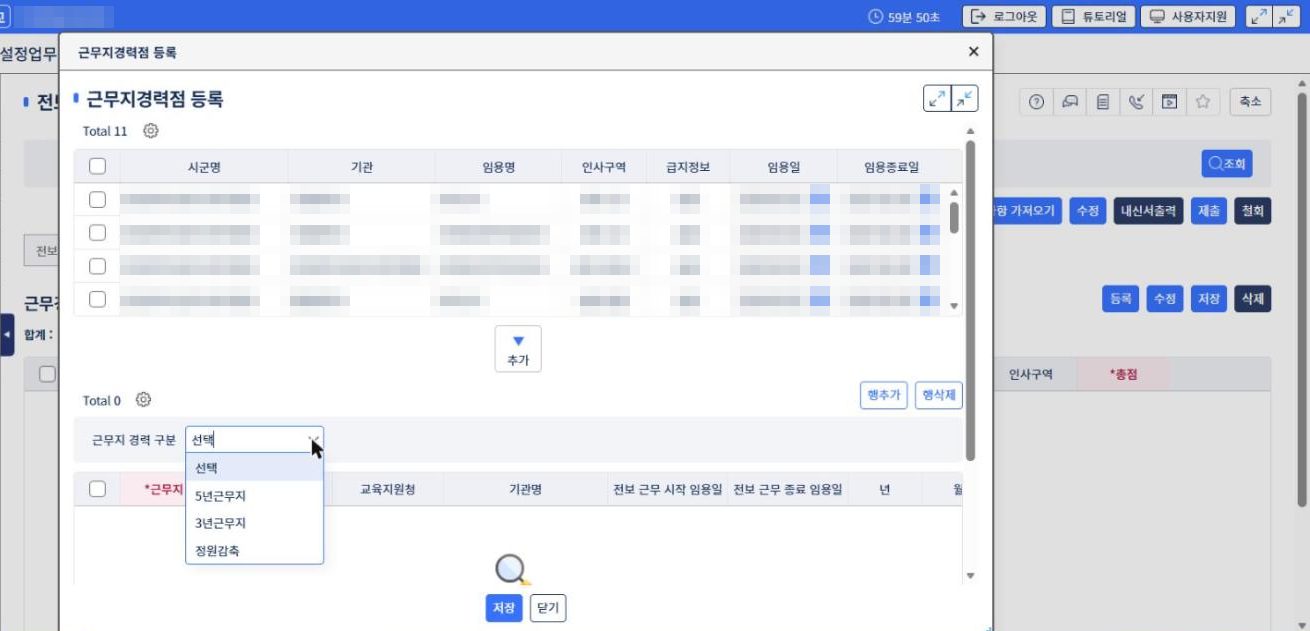 59분 50초 로그아웃 튜토리얼 사용자지원
설정업무
근무지경력점 등록
근무지경력점 등록
축소
Total 11
시군명 기관 임용명 인사구역 급지정보 임용일 임용종료일
조회
가져오기 수정 내신서출력 제출 철회
전보
등록 수정 저장 삭제
합계 :
추가
인사구역 *총점
Total 0 행추가 행삭제
근무지 경력 구분 선택
선택
5년근무지
3년근무지
정원감축
*근무지 교육지원청 기관명 전보 근무 시작 임용일 전보 근무 종료 임용일 년 월
저장 닫기